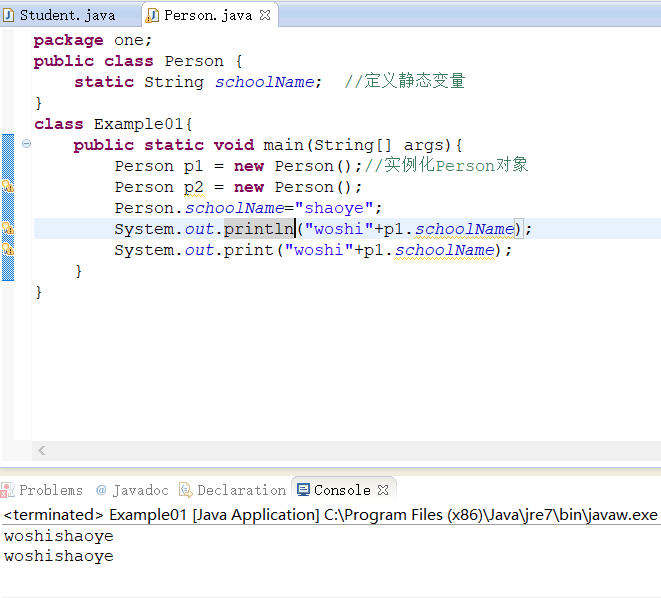 Student.java Person.java
package one;
public class Person {
static String schoolName; //定义静态变量
}
class Example01{
public static void main(String[] args){
Person p1 = new Person();//实例化Person对象
Person p2 = new Person();
Person.schoolName="shaoye";
System.out.println("woshi"+p1.schoolName);
System.out.print("woshi"+p1.schoolName);
}
}
Problems @ Javadoc Declaration Console
<terminated> Example01 [Java Application] C:\Program Files (x86)\Java\jre7\bin\javaw.exe
woshishaoye
woshishaoye